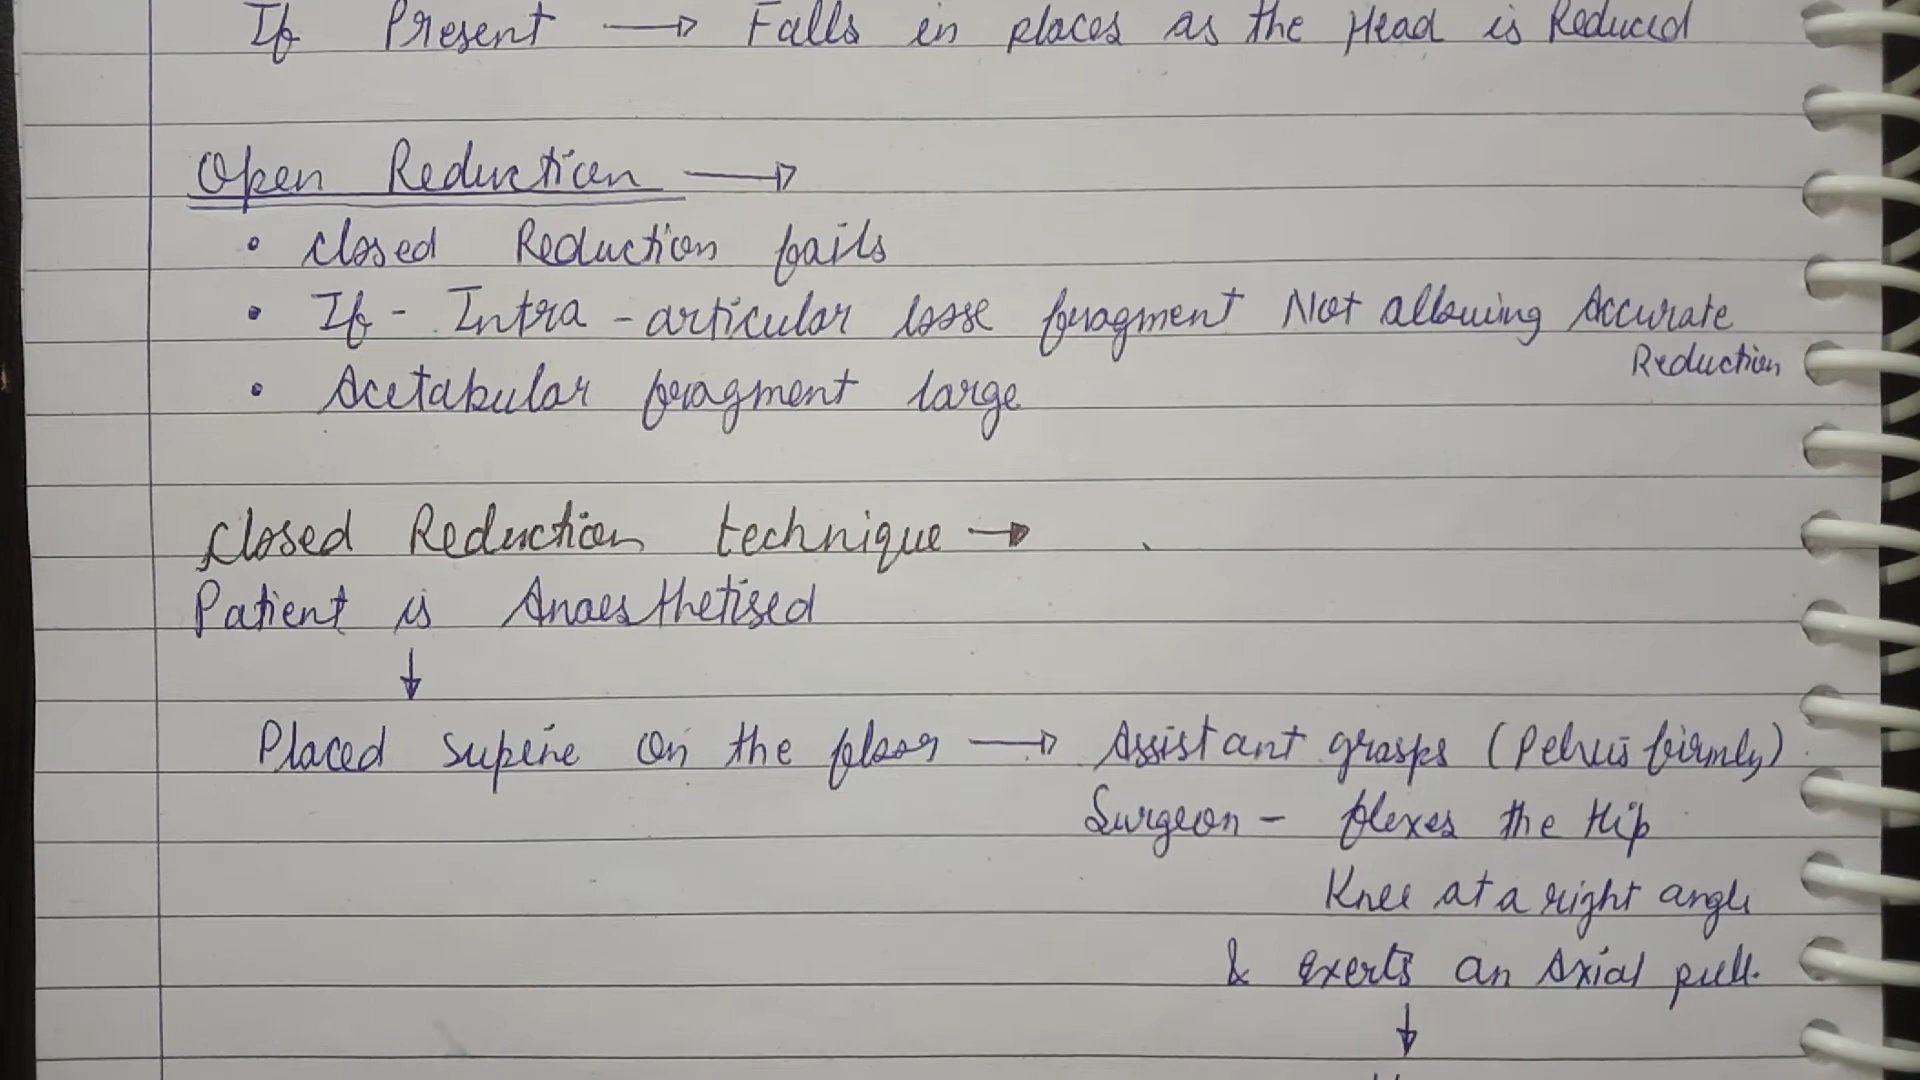 If Present → Falls in places as the Head is Reduced
Open Reduction →
• Closed Reduction fails
• If - Intra - articular loose fragment Not allowing Accurate
Reduction
• Acetabular fragment large
Closed Reduction technique →
Patient is Anaesthetised
↓
Placed supine on the floor → Assistant grasps (Pelvis firmly)
Surgeon - flexes the Hip
Knee at a right angle
& exerts an Axial pull.
↓